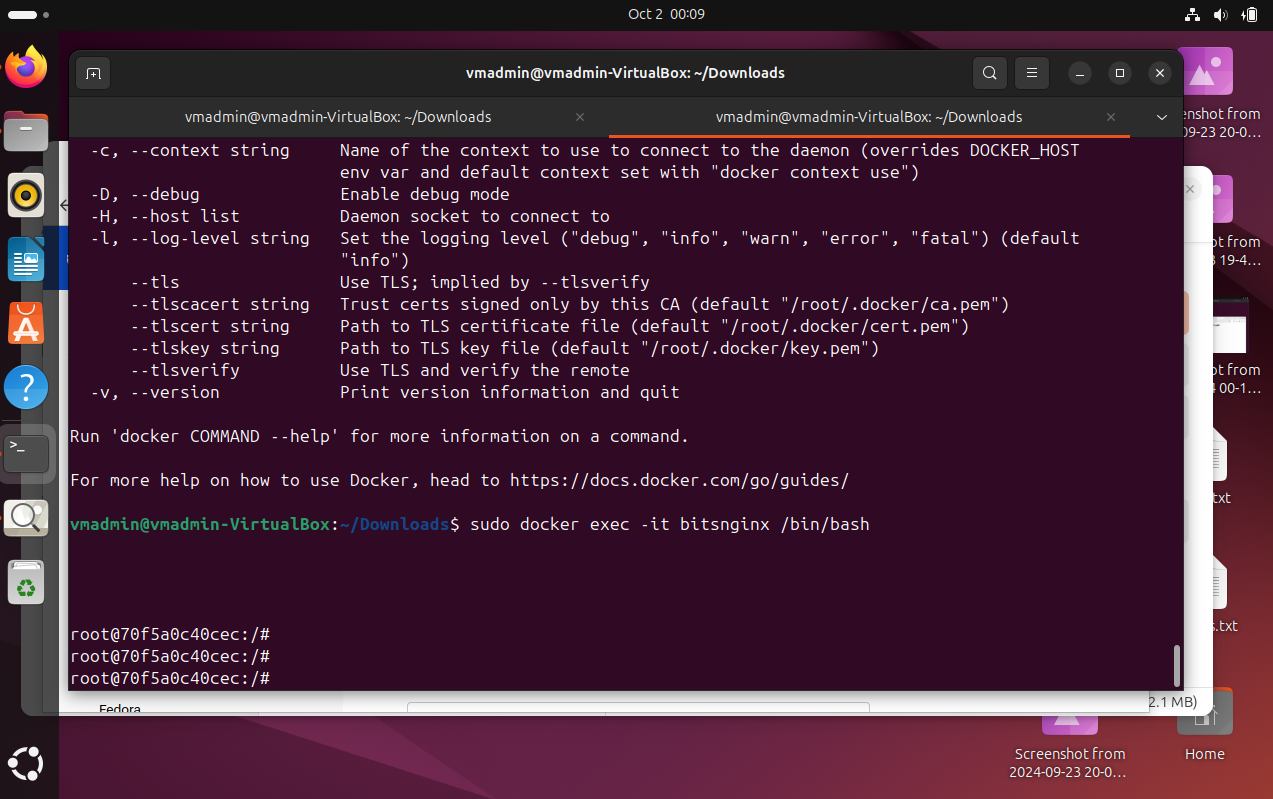 Oct 2 00:09
vmadmin@vmadmin-VirtualBox: ~/Downloads
vmadmin@vmadmin-VirtualBox: ~/Downloads
vmadmin@vmadmin-VirtualBox: ~/Downloads
-c, --context string Name of the context to use to connect to the daemon (overrides DOCKER_HOST
env var and default context set with "docker context use")
-D, --debug Enable debug mode
-H, --host list Daemon socket to connect to
-l, --log-level string Set the logging level ("debug", "info", "warn", "error", "fatal") (default
"info")
--tls Use TLS; implied by --tlsverify
--tlscacert string Trust certs signed only by this CA (default "/root/.docker/ca.pem")
--tlscert string Path to TLS certificate file (default "/root/.docker/cert.pem")
--tlskey string Path to TLS key file (default "/root/.docker/key.pem")
--tlsverify Use TLS and verify the remote
-v, --version Print version information and quit
Run 'docker COMMAND --help' for more information on a command.
For more help on how to use Docker, head to https://docs.docker.com/go/guides/
vmadmin@vmadmin-VirtualBox:~/Downloads$ sudo docker exec -it bitsnginx /bin/bash
root@70f5a0c40cec:/#
root@70f5a0c40cec:/#
root@70f5a0c40cec:/#
enshot from
09-23 20-0…
ot from
3 19-4…
ot from
4 00-1…
txt
s.txt
2.1 MB)
Fedora
Screenshot from
2024-09-23 20-0…
Home